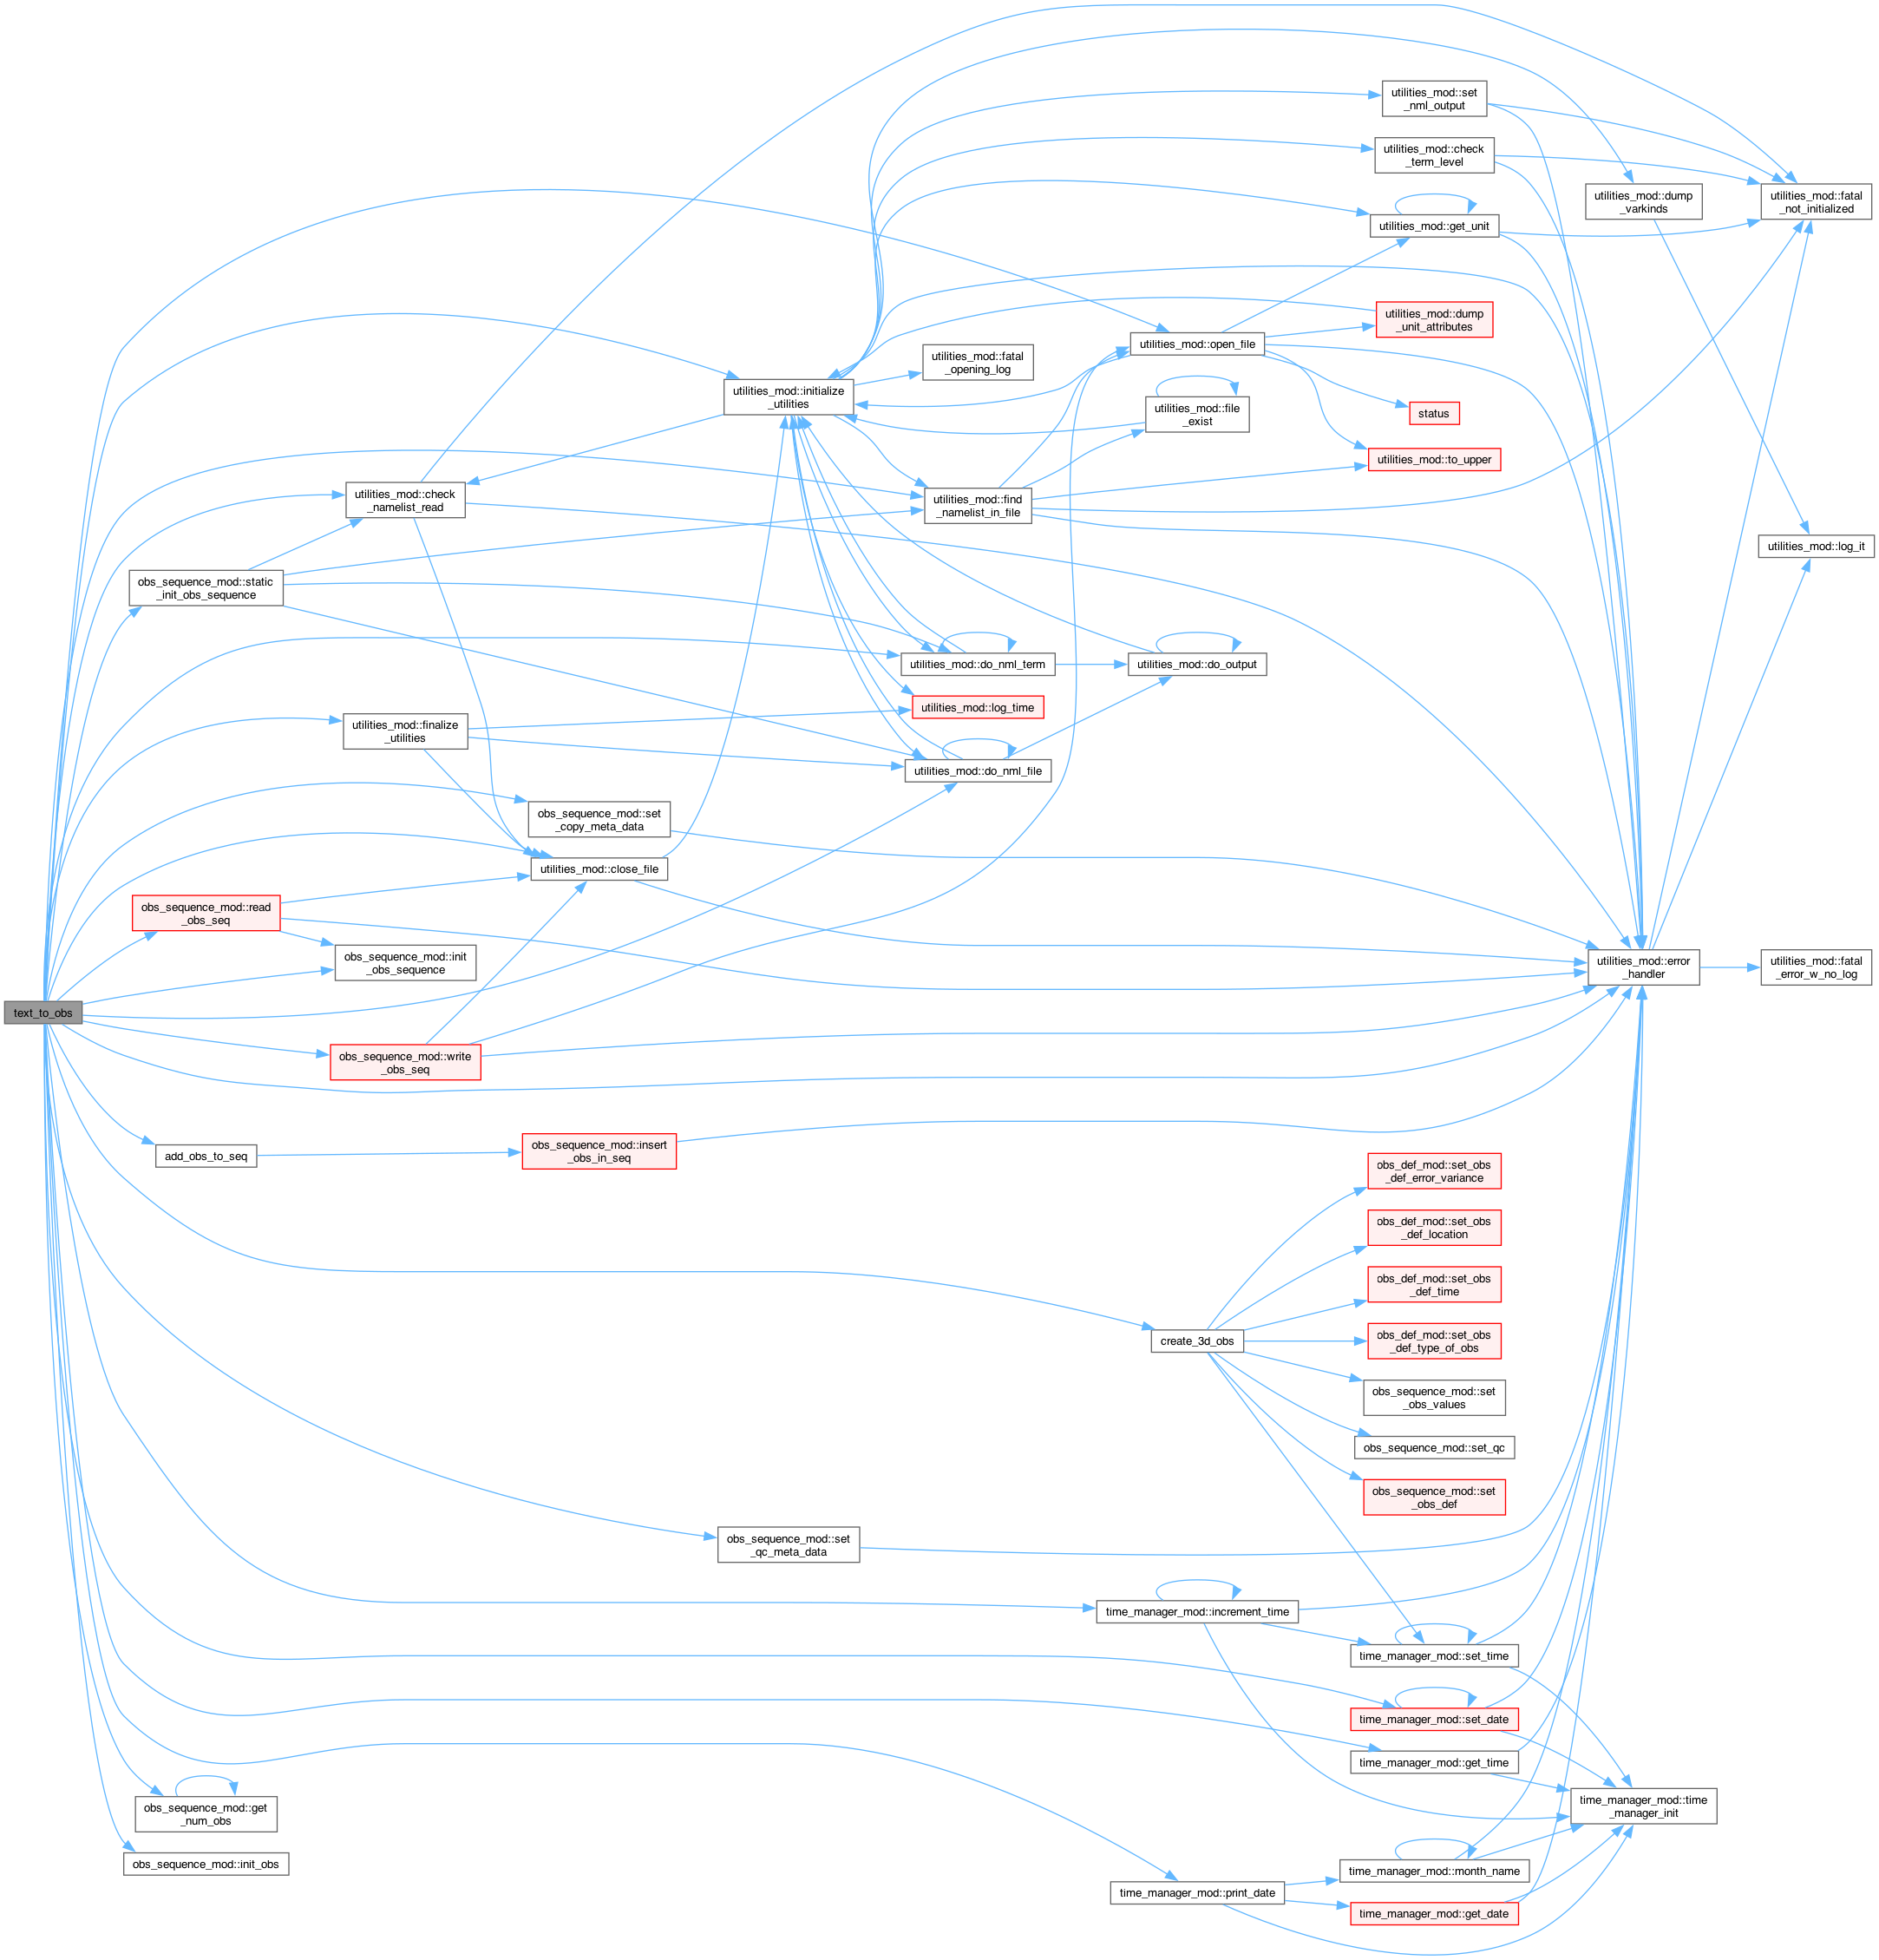 utilities_mod::set
_nml_output
utilities_mod::check
_term_level
utilities_mod::dump
_varkinds
utilities_mod::fatal
_not_initialized
utilities_mod::get_unit
utilities_mod::dump
_unit_attributes
utilities_mod::open_file
utilities_mod::fatal
_opening_log
utilities_mod::initialize
_utilities
utilities_mod::file
_exist
status
utilities_mod::to_upper
utilities_mod::check
_namelist_read
utilities_mod::find
_namelist_in_file
utilities_mod::log_it
obs_sequence_mod::static
_init_obs_sequence
utilities_mod::do_nml_term
utilities_mod::do_output
utilities_mod::log_time
utilities_mod::finalize
_utilities
utilities_mod::do_nml_file
obs_sequence_mod::set
_copy_meta_data
utilities_mod::close_file
obs_sequence_mod::read
_obs_seq
obs_sequence_mod::init
_obs_sequence
utilities_mod::error
_handler
utilities_mod::fatal
_error_w_no_log
text_to_obs
obs_sequence_mod::write
_obs_seq
add_obs_to_seq
obs_sequence_mod::insert
_obs_in_seq
obs_def_mod::set_obs
_def_error_variance
obs_def_mod::set_obs
_def_location
obs_def_mod::set_obs
_def_time
create_3d_obs
obs_def_mod::set_obs
_def_type_of_obs
obs_sequence_mod::set
_obs_values
obs_sequence_mod::set_qc
obs_sequence_mod::set
_obs_def
obs_sequence_mod::set
_qc_meta_data
time_manager_mod::increment_time
time_manager_mod::set_time
time_manager_mod::set_date
time_manager_mod::get_time
obs_sequence_mod::get
_num_obs
time_manager_mod::time
_manager_init
obs_sequence_mod::init_obs
time_manager_mod::month_name
time_manager_mod::print_date
time_manager_mod::get_date